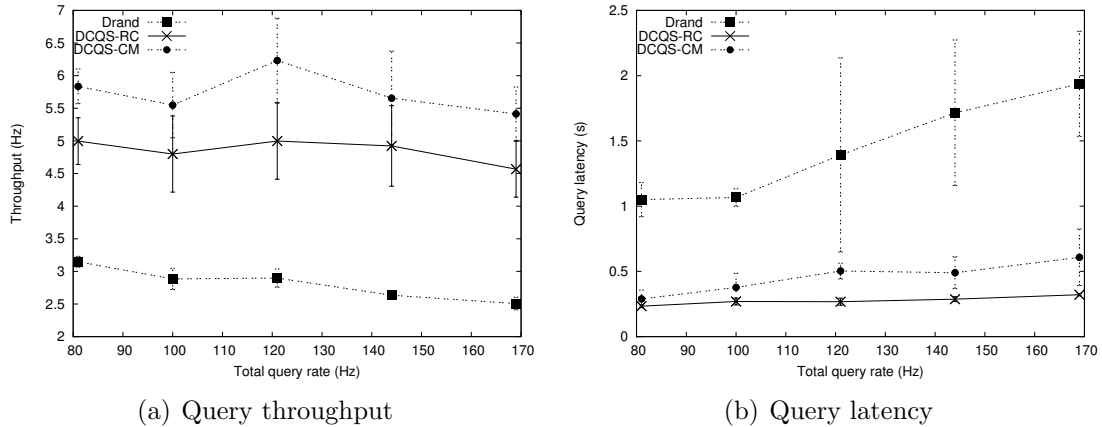 Drand
DCQS-RC
DCQS-CM
7
6.5
6
5.5
5
4.5
4
3.5
3
2.5
2
Throughput (Hz)
80 90 100 110 120 130 140 150 160 170
Total query rate (Hz)
(a) Query throughput
Drand
DCQS-RC
DCQS-CM
2.5
2
1.5
1
0.5
0
Query latency (s)
80 90 100 110 120 130 140 150 160 170
Total query rate (Hz)
(b) Query latency